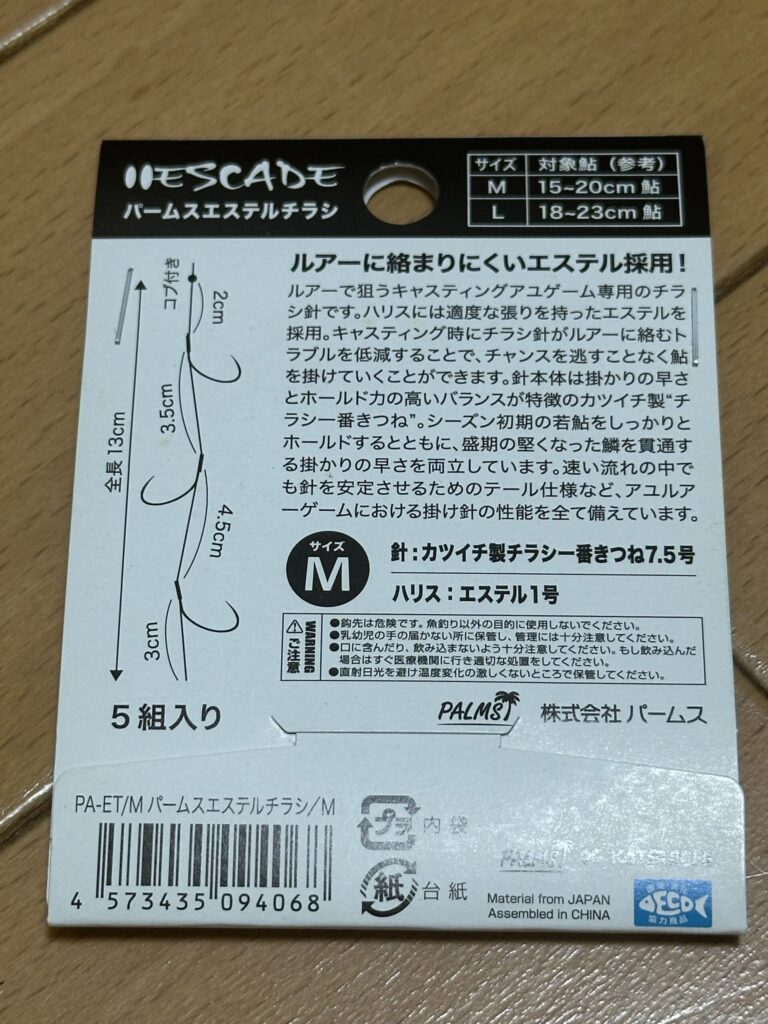 ESCADE
パームスエステルチラシ
サイズ 対象鮎（参考）
M 15~20cm 鮎
L 18~23cm 鮎
コブ付き
2cm
3.5cm
全長13cm
4.5cm
3cm
5組入り
ルアーに絡まりにくいエステル採用！
ルアーで狙うキャスティングアユゲーム専用のチラ
シ針です。ハリスには適度な張りを持ったエステルを
採用。キャスティング時にチラシ針がルアーに絡むト
ラブルを低減することで、チャンスを逃すことなく鮎
を掛けていくことができます。針本体は掛かりの早さ
とホールド力の高いバランスが特徴のカツイチ製“チ
ラシ一番きつね”。シーズン初期の若鮎をしっかりと
ホールドするとともに、盛期の堅くなった鱗を貫通す
る掛かりの早さを両立しています。速い流れの中で
も針を安定させるためのテール仕様など、アユルア
ーゲームにおける掛け針の性能を全て備えています。
サイズ
M
針：カツイチ製チラシ一番きつね7.5号
ハリス：エステル1号
WARNING
ご注意
●鈎先は危険です。魚釣り以外の目的に使用しないでください。
●乳幼児の手の届かない所に保管し、管理には十分注意してください。
●口に含んだり、飲み込まないよう十分注意してください。もし飲み込んだ
場合はすぐ医療機関に行き適切な処置をしてください。
●直射日光を避け温度変化の激しくないところで保管してください。
PALMS 株式会社 パームス
PA-ET/M パームスエステルチラシ/M
4 573435 094068
プラ 内袋
紙 台紙
PALMS
Material from JAPAN
Assembled in CHINA
ECO
協力商品